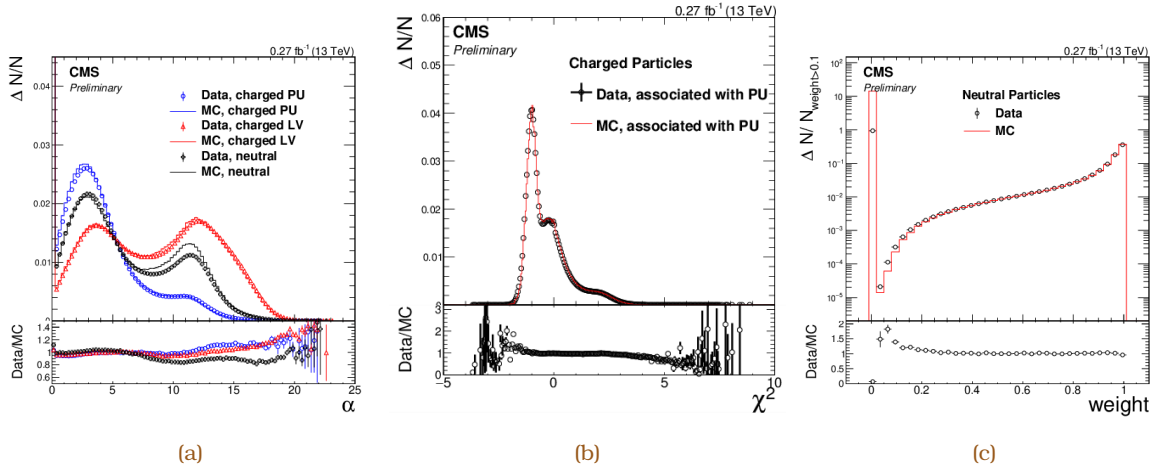 0.27 fb⁻¹ (13 TeV)
Δ N/N
0.04
0.03
0.02
0.01
0
CMS
Preliminary
Data, charged PU
MC, charged PU
Data, charged LV
MC, charged LV
Data, neutral
MC, neutral
Data/MC
1.4
1.2
1.0
0.8
0.6
0 5 10 15 20 25
α
(a)
0.27 fb⁻¹ (13 TeV)
Δ N/N
0.06
0.05
0.04
0.03
0.02
0.01
0.00
CMS
Preliminary
Charged Particles
Data, associated with PU
MC, associated with PU
Data/MC
3
2
1
0
−5 0 5 10
χ²
(b)
0.27 fb⁻¹ (13 TeV)
Δ N/ N weight>0.1
10²
10
1
10⁻¹
10⁻²
10⁻³
10⁻⁴
10⁻⁵
CMS
Preliminary
Neutral Particles
Data
MC
Data/MC
2
1.5
1
0.5
0
0 0.2 0.4 0.6 0.8 1
weight
(c)